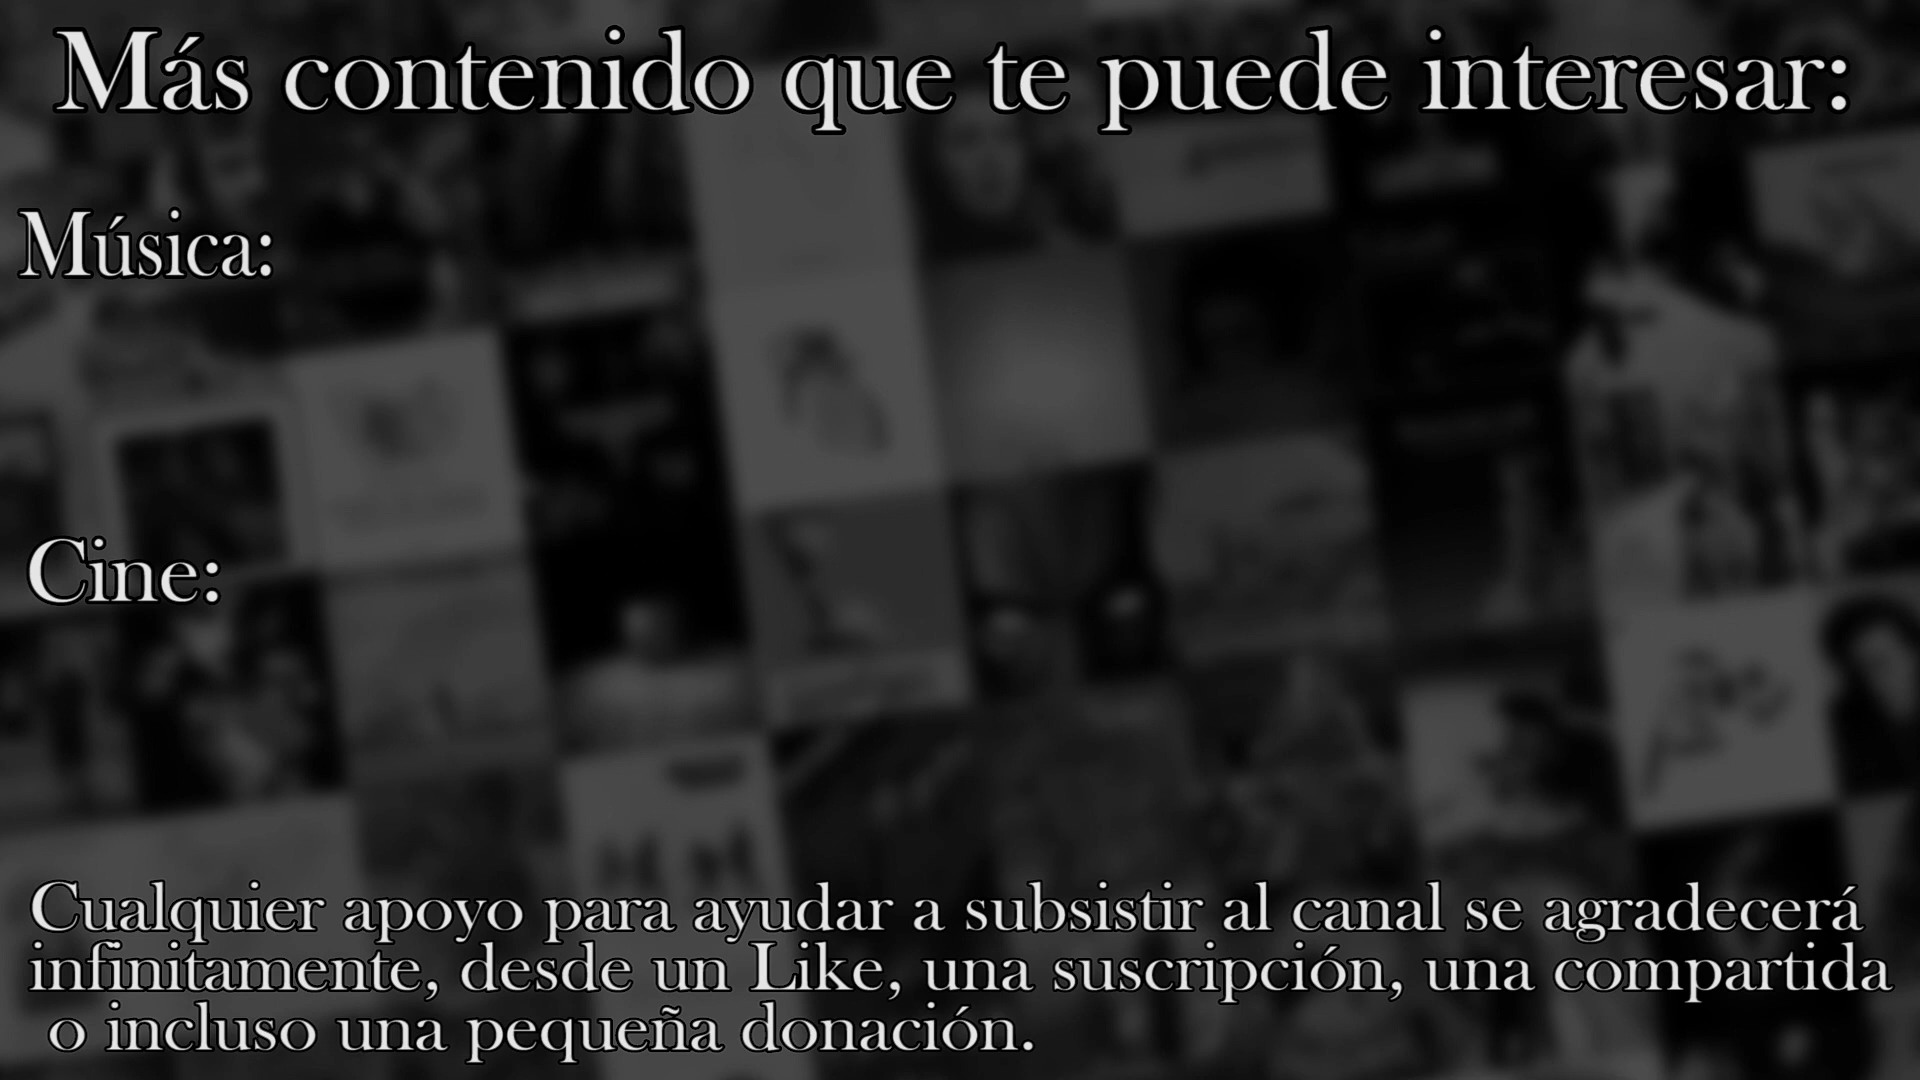 Más contenido que te puede interesar:
Música:
Cine:
Cualquier apoyo para ayudar a subsistir al canal se agradecerá
infinitamente, desde un Like, una suscripción, una compartida
o incluso una pequeña donación.